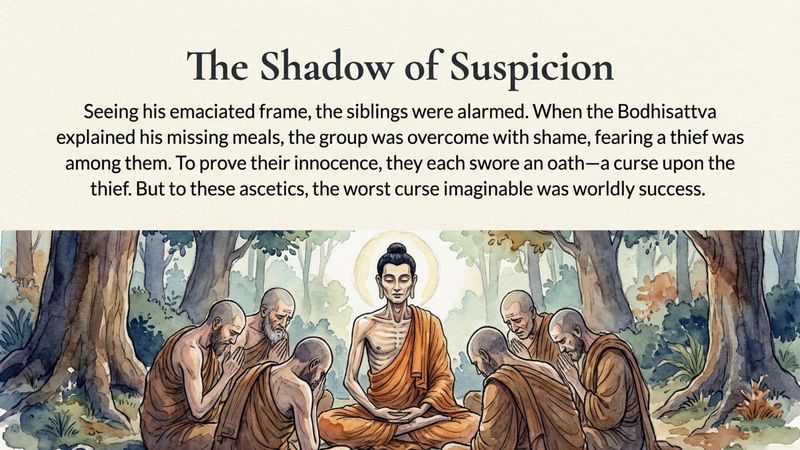 The Shadow of Suspicion
Seeing his emaciated frame, the siblings were alarmed. When the Bodhisattva
explained his missing meals, the group was overcome with shame, fearing a thief was
among them. To prove their innocence, they each swore an oath—a curse upon the
thief. But to these ascetics, the worst curse imaginable was worldly success.